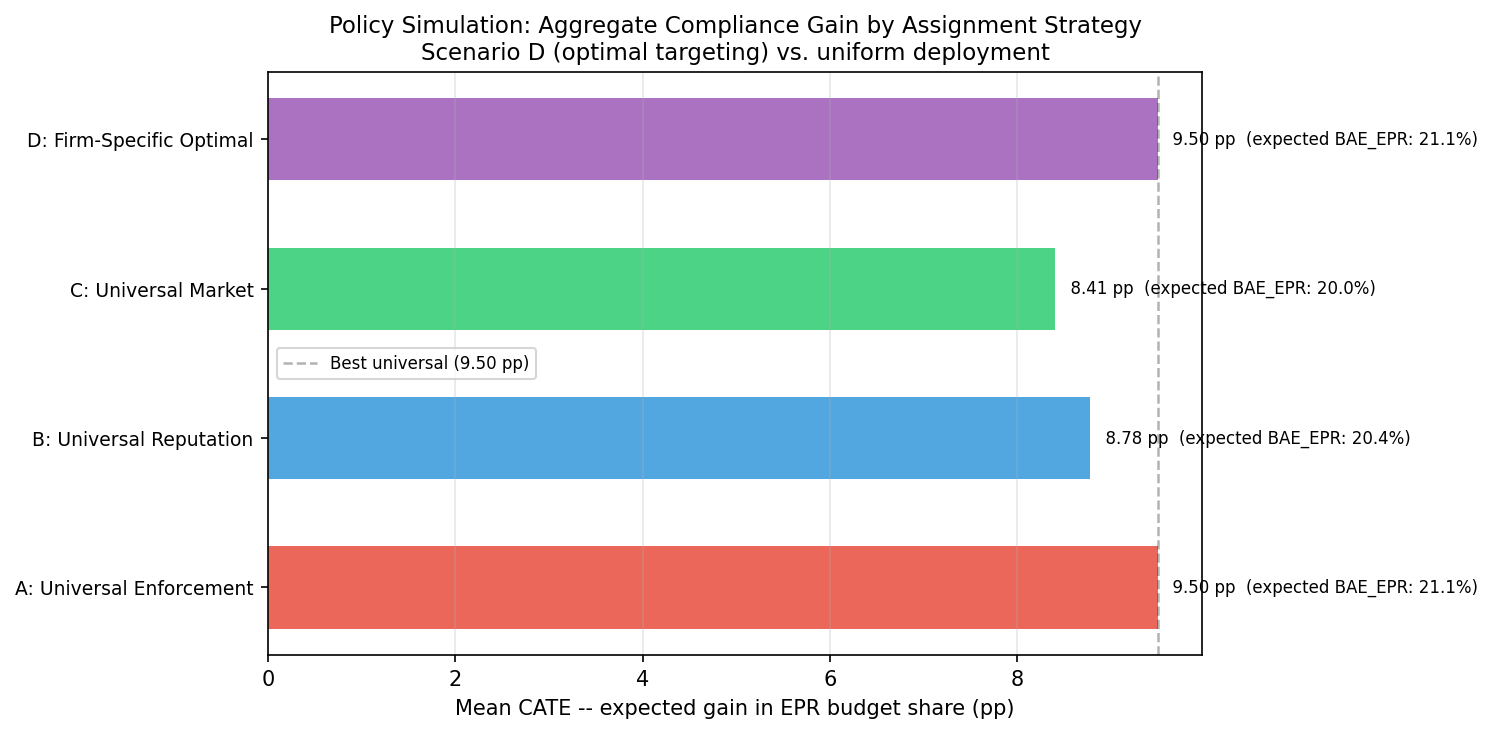 Policy Simulation: Aggregate Compliance Gain by Assignment Strategy
Scenario D (optimal targeting) vs. uniform deployment
D: Firm-Specific Optimal
9.50 pp (expected BAE_EPR: 21.1%)
C: Universal Market
8.41 pp (expected BAE_EPR: 20.0%)
Best universal (9.50 pp)
B: Universal Reputation
8.78 pp (expected BAE_EPR: 20.4%)
A: Universal Enforcement
9.50 pp (expected BAE_EPR: 21.1%)
0 2 4 6 8
Mean CATE -- expected gain in EPR budget share (pp)